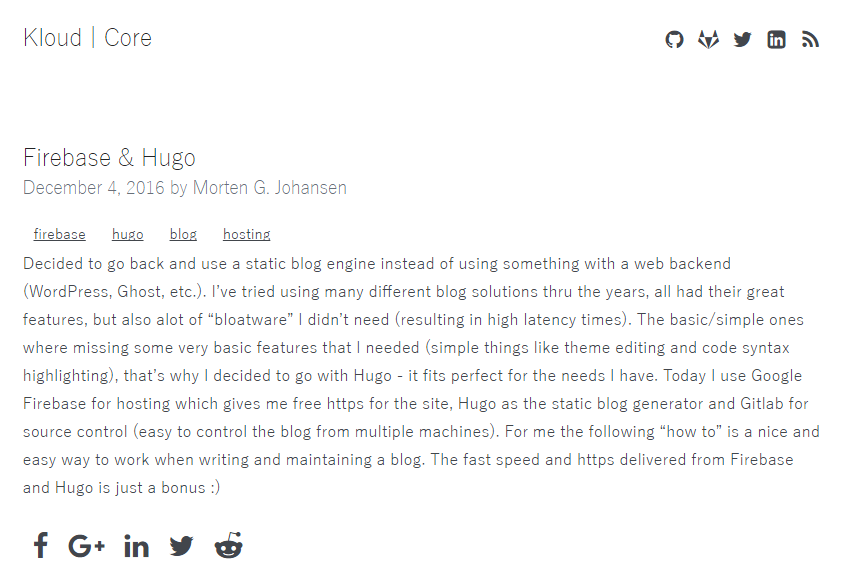 Kloud | Core
Firebase & Hugo
December 4, 2016 by Morten G. Johansen
firebase hugo blog hosting
Decided to go back and use a static blog engine instead of using something with a web backend
(WordPress, Ghost, etc.). I’ve tried using many different blog solutions thru the years, all had their great
features, but also alot of “bloatware” I didn’t need (resulting in high latency times). The basic/simple ones
where missing some very basic features that I needed (simple things like theme editing and code syntax
highlighting), that’s why I decided to go with Hugo - it fits perfect for the needs I have. Today I use Google
Firebase for hosting which gives me free https for the site, Hugo as the static blog generator and Gitlab for
source control (easy to control the blog from multiple machines). For me the following “how to” is a nice and
easy way to work when writing and maintaining a blog. The fast speed and https delivered from Firebase
and Hugo is just a bonus :)